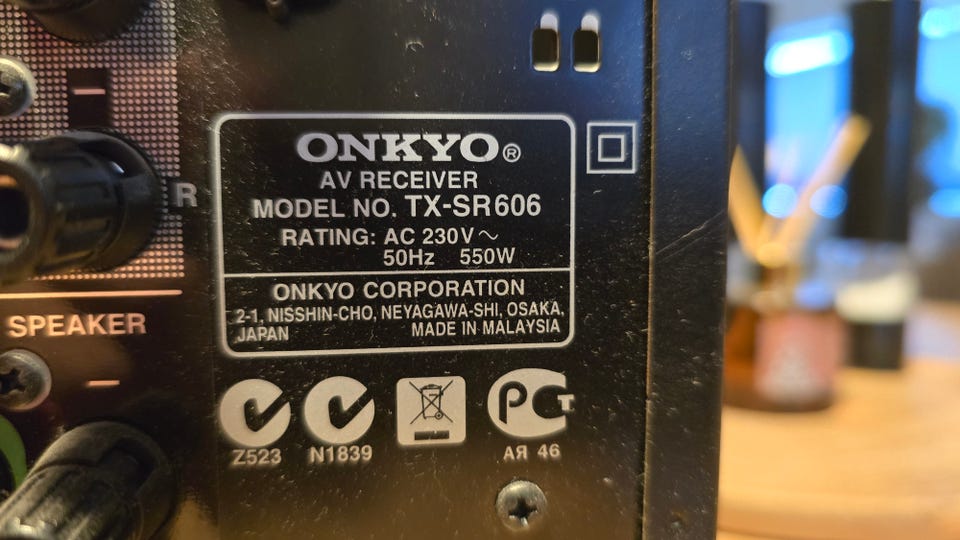 ONKYO®
AV RECEIVER
MODEL NO. TX-SR606
RATING: AC 230V～
50Hz 550W
ONKYO CORPORATION
2-1, NISSHIN-CHO, NEYAGAWA-SHI, OSAKA,
JAPAN MADE IN MALAYSIA
R
SPEAKER
Z523 N1839
РСТ
АЯ 46